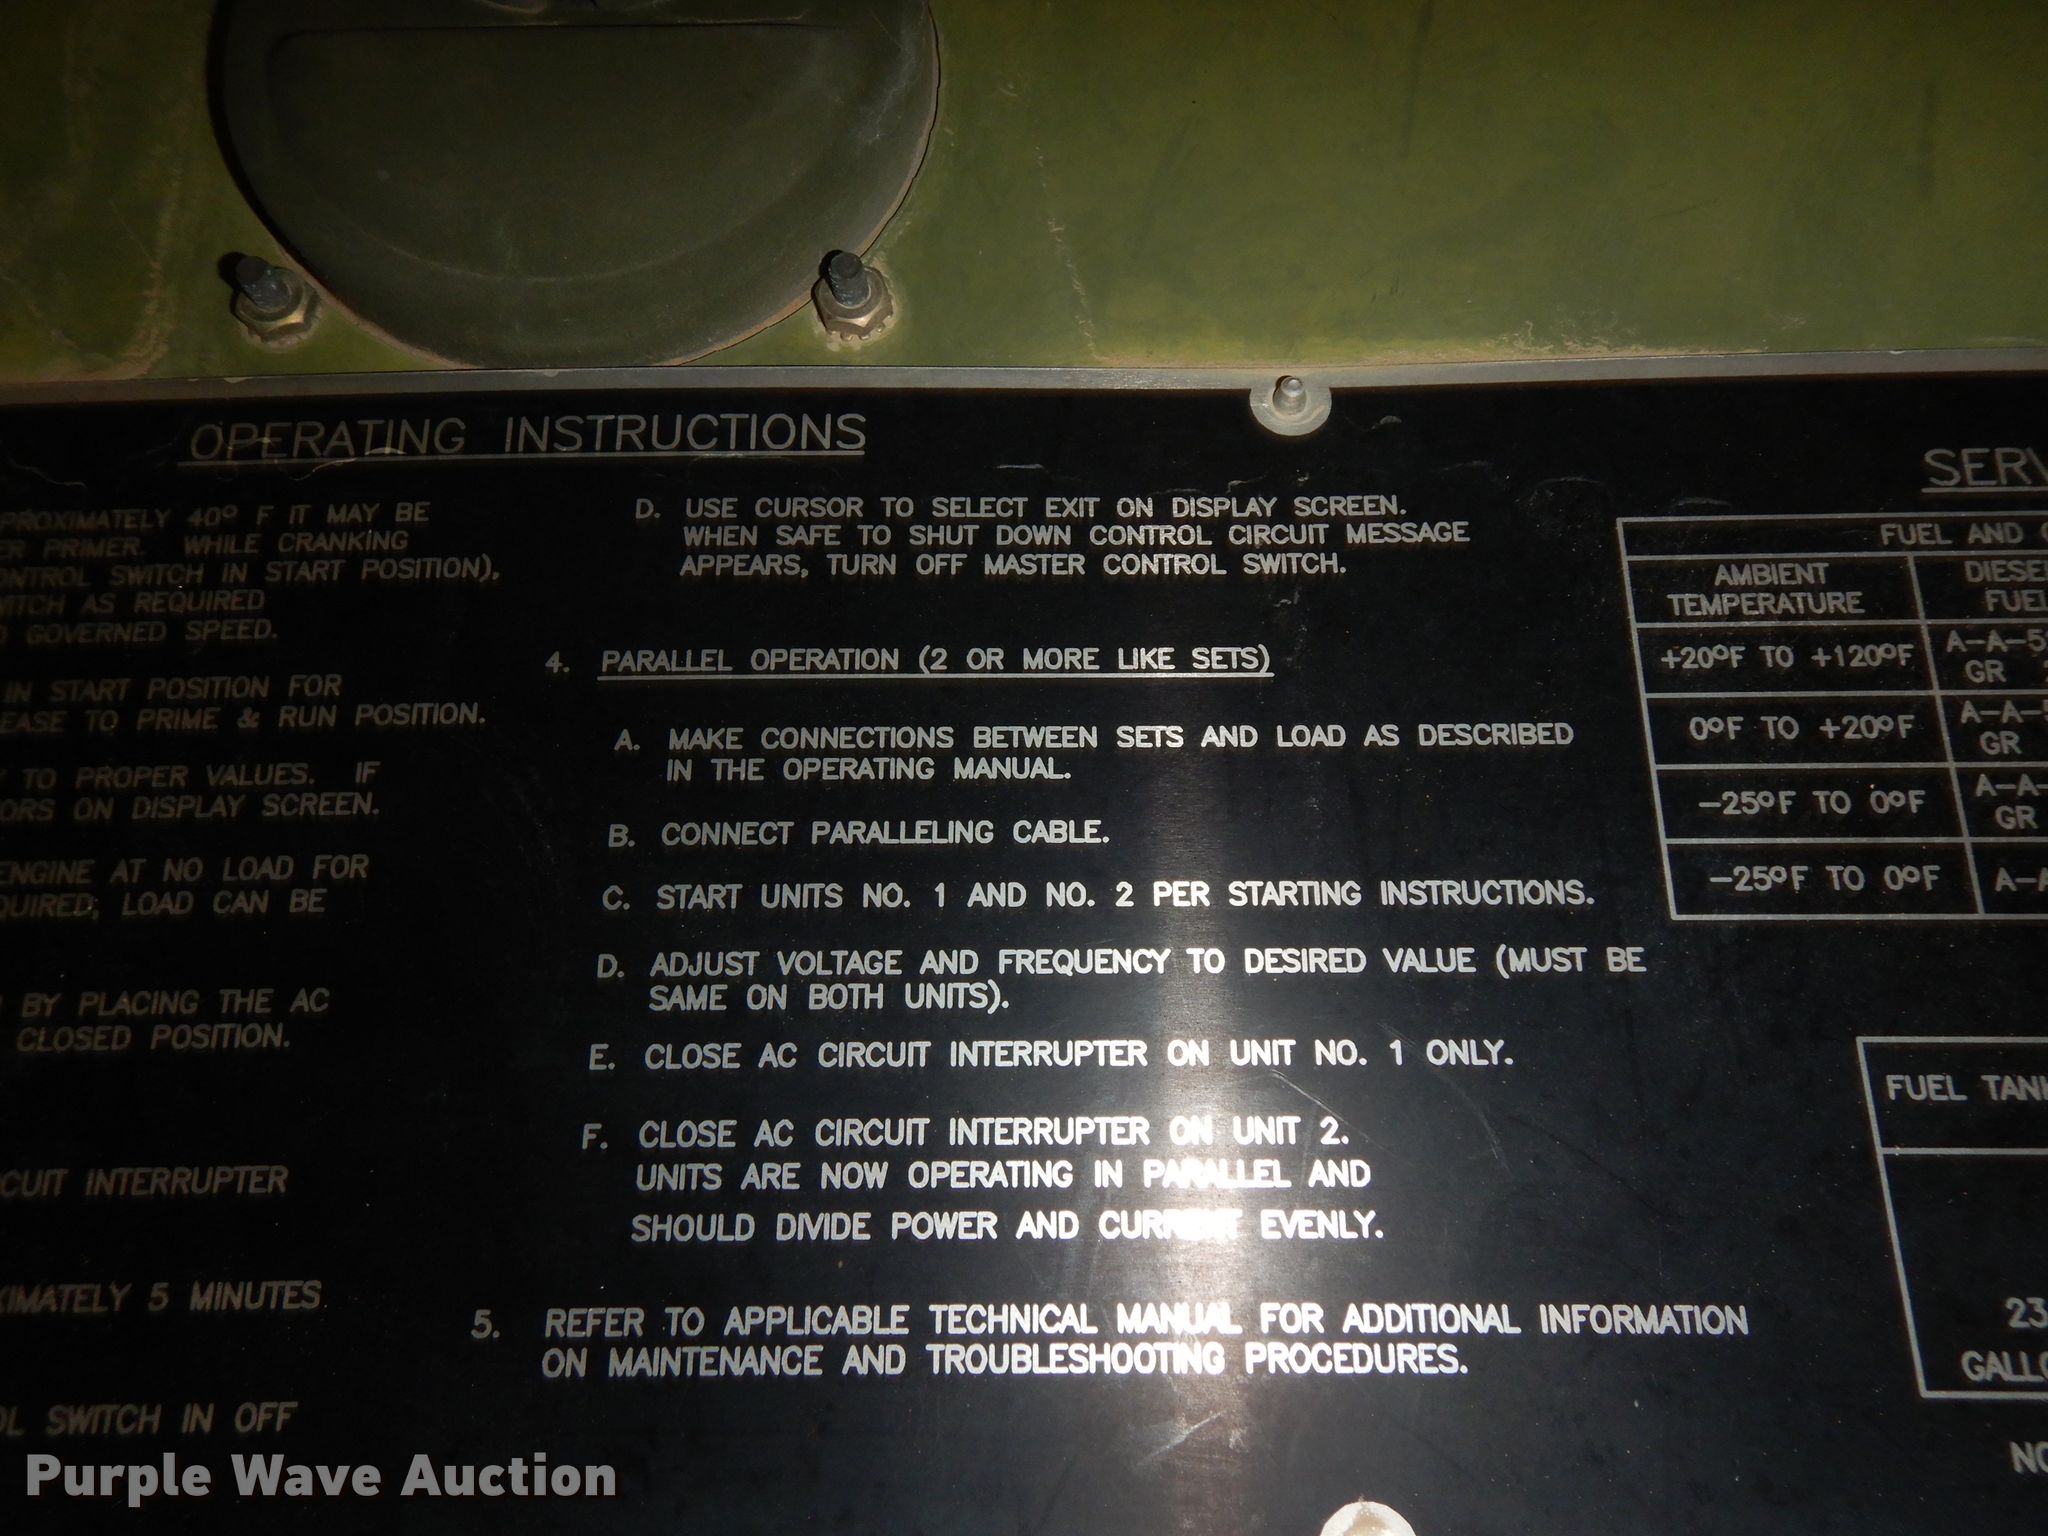 OPERATING INSTRUCTIONS
PROXIMATELY 40° F IT MAY BE
ER PRIMER. WHILE CRANKING
ONTROL SWITCH IN START POSITION),
ITCH AS REQUIRED
GOVERNED SPEED.
IN START POSITION FOR
EASE TO PRIME & RUN POSITION.
TO PROPER VALUES. IF
ORS ON DISPLAY SCREEN.
ENGINE AT NO LOAD FOR
QUIRED, LOAD CAN BE
BY PLACING THE AC
CLOSED POSITION.
CUIT INTERRUPTER
XIMATELY 5 MINUTES
OL SWITCH IN OFF
D. USE CURSOR TO SELECT EXIT ON DISPLAY SCREEN.
WHEN SAFE TO SHUT DOWN CONTROL CIRCUIT MESSAGE
APPEARS, TURN OFF MASTER CONTROL SWITCH.
4. PARALLEL OPERATION (2 OR MORE LIKE SETS)
A. MAKE CONNECTIONS BETWEEN SETS AND LOAD AS DESCRIBED
IN THE OPERATING MANUAL.
B. CONNECT PARALLELING CABLE.
C. START UNITS NO. 1 AND NO. 2 PER STARTING INSTRUCTIONS.
D. ADJUST VOLTAGE AND FREQUENCY TO DESIRED VALUE (MUST BE
SAME ON BOTH UNITS).
E. CLOSE AC CIRCUIT INTERRUPTER ON UNIT NO. 1 ONLY.
F. CLOSE AC CIRCUIT INTERRUPTER ON UNIT 2.
UNITS ARE NOW OPERATING IN PARALLEL AND
SHOULD DIVIDE POWER AND CURRENT EVENLY.
5. REFER TO APPLICABLE TECHNICAL MANUAL FOR ADDITIONAL INFORMATION
ON MAINTENANCE AND TROUBLESHOOTING PROCEDURES.
SERV
FUEL AND
AMBIENT DIESE
TEMPERATURE FUEL
+20°F TO +120°F A-A-5
GR
0°F TO +20°F A-A-5
GR
-25°F TO 0°F A-A-
GR
-25°F TO 0°F A-A
FUEL TANK
23
GALLO
NO
Purple Wave Auction